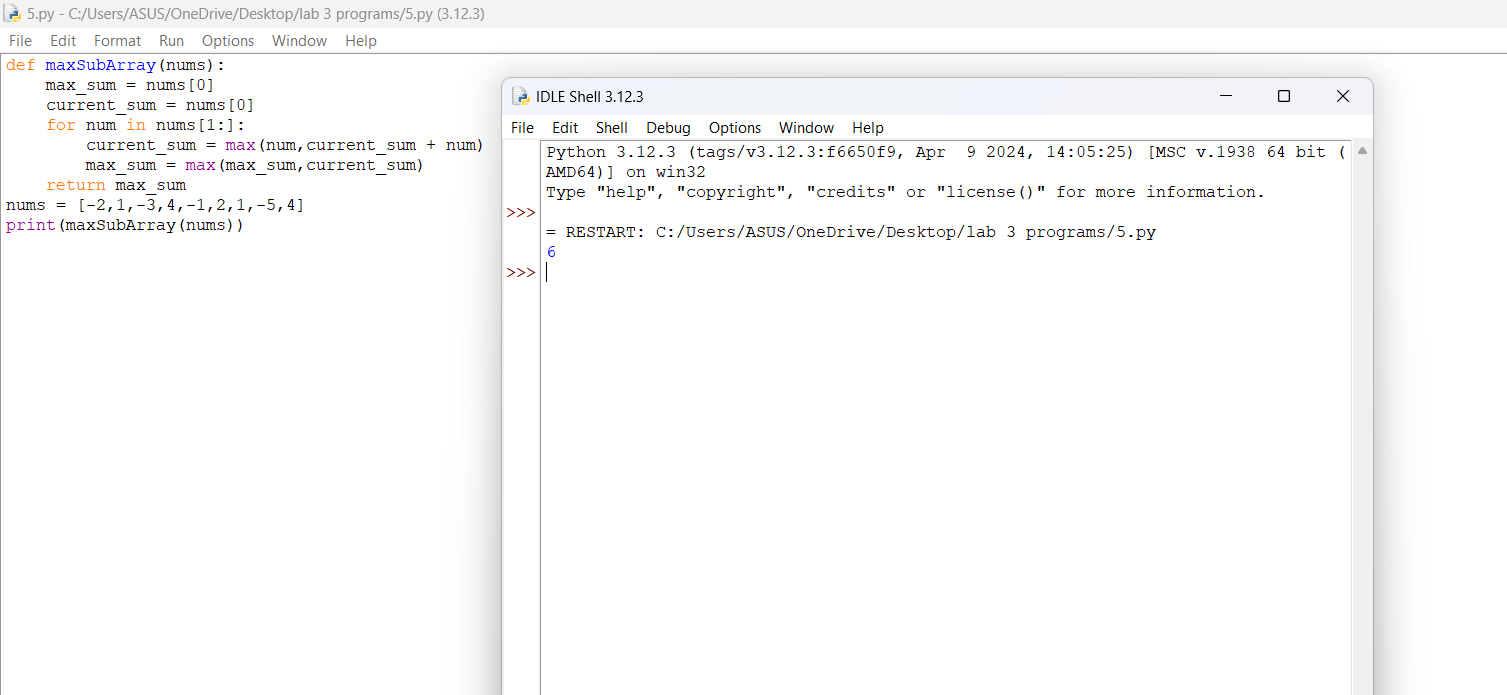 5.py - C:/Users/ASUS/OneDrive/Desktop/lab 3 programs/5.py (3.12.3)
File Edit Format Run Options Window Help
def maxSubArray(nums):
    max_sum = nums[0]
    current_sum = nums[0]
    for num in nums[1:]:
        current_sum = max(num,current_sum + num)
        max_sum = max(max_sum,current_sum)
    return max_sum
nums = [-2,1,-3,4,-1,2,1,-5,4]
print(maxSubArray(nums))
IDLE Shell 3.12.3
File Edit Shell Debug Options Window Help
Python 3.12.3 (tags/v3.12.3:f6650f9, Apr  9 2024, 14:05:25) [MSC v.1938 64 bit (
AMD64)] on win32
Type "help", "copyright", "credits" or "license()" for more information.
>>>
= RESTART: C:/Users/ASUS/OneDrive/Desktop/lab 3 programs/5.py
6
>>>